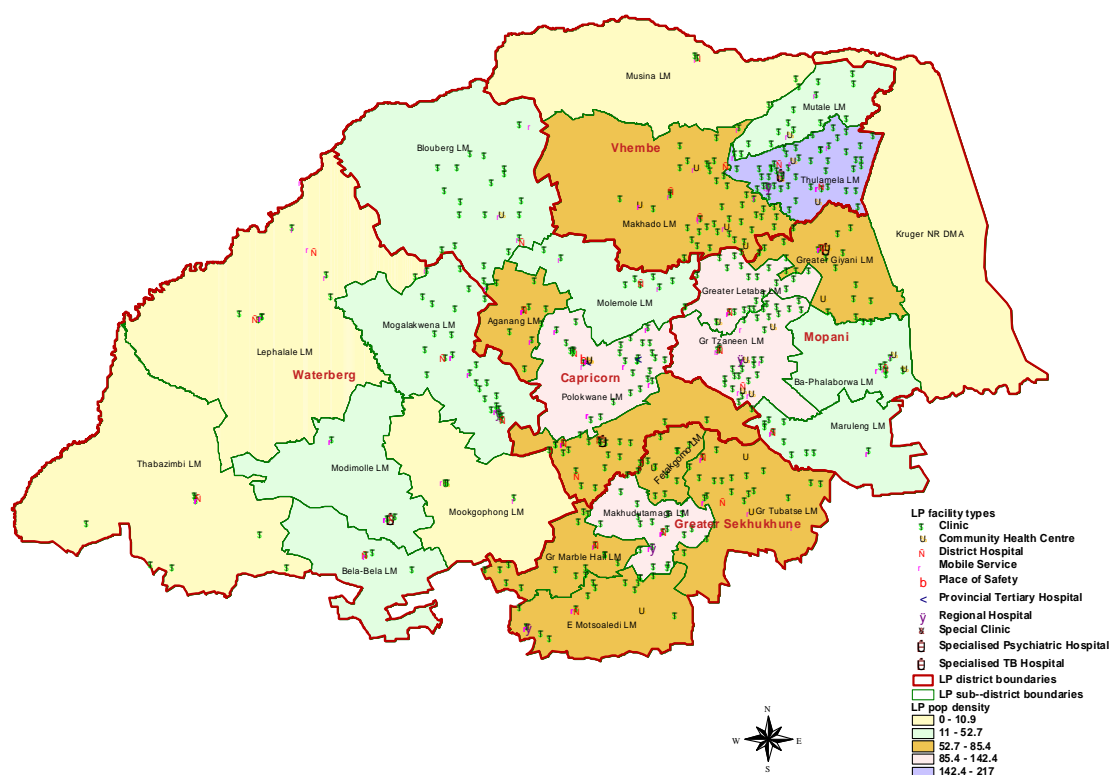 Musina LM
Mutale LM
Blouberg LM
Vhembe
Thulamela LM
Makhado LM
Kruger NR DMA
Greater Giyani LM
Greater Letaba LM
Molemole LM
Aganang LM
Mogalakwena LM
Gr Tzaneen LM
Mopani
Lephalale LM
Waterberg
Capricorn
Ba-Phalaborwa LM
Polokwane LM
Maruleng LM
Fetakgomo LM
Thabazimbi LM
Modimolle LM
Mookgophong LM
Makhudutamaga LM
Gr Tubatse LM
Greater Sekhukhune
Gr Marble Hall LM
Bela-Bela LM
E Motsoaledi LM
LP facility types
T Clinic
U Community Health Centre
Ñ District Hospital
r Mobile Service
b Place of Safety
< Provincial Tertiary Hospital
ÿ Regional Hospital
Special Clinic
Specialised Psychiatric Hospital
Specialised TB Hospital
LP district boundaries
LP sub--district boundaries
LP pop density
0 - 10.9
11 - 52.7
52.7 - 85.4
85.4 - 142.4
142.4 - 217
N
W E
S